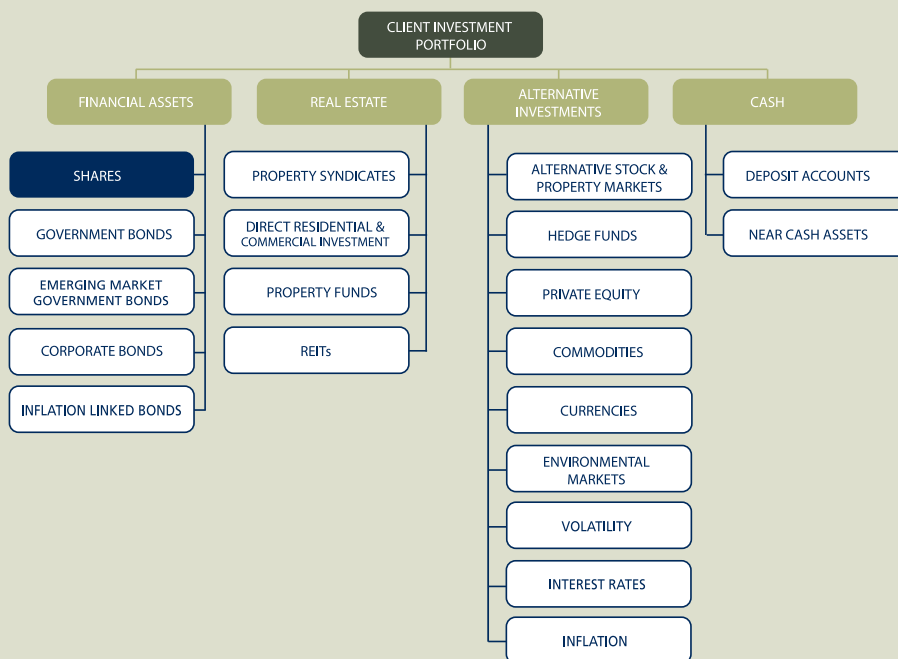 CLIENT INVESTMENT
PORTFOLIO
FINANCIAL ASSETS
REAL ESTATE
ALTERNATIVE
INVESTMENTS
CASH
SHARES
GOVERNMENT BONDS
EMERGING MARKET
GOVERNMENT BONDS
CORPORATE BONDS
INFLATION LINKED BONDS
PROPERTY SYNDICATES
DIRECT RESIDENTIAL &
COMMERCIAL INVESTMENT
PROPERTY FUNDS
REITs
ALTERNATIVE STOCK &
PROPERTY MARKETS
HEDGE FUNDS
PRIVATE EQUITY
COMMODITIES
CURRENCIES
ENVIRONMENTAL
MARKETS
VOLATILITY
INTEREST RATES
INFLATION
DEPOSIT ACCOUNTS
NEAR CASH ASSETS